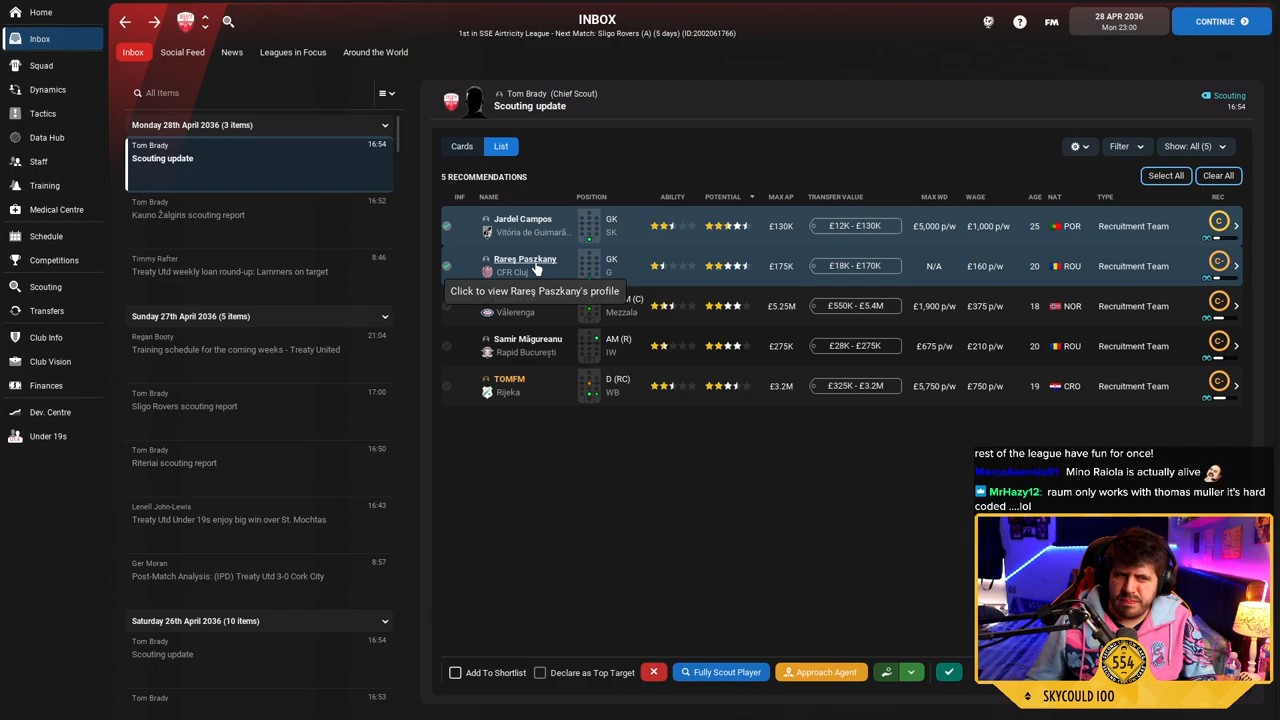 Home
Inbox
Squad
Dynamics
Tactics
Data Hub
Staff
Training
Medical Centre
Schedule
Competitions
Scouting
Transfers
Club Info
Club Vision
Finances
Dev. Centre
Under 19s
INBOX
1st in SSE Airtricity League - Next Match: Sligo Rovers (A) (5 days) (ID:2002061766)
FM
28 APR 2036
Mon 23:00
CONTINUE
Inbox Social Feed News Leagues in Focus Around the World
All Items
Monday 28th April 2036 (3 items)
Tom Brady 16:54
Scouting update
Tom Brady 16:52
Kauno Žalgiris scouting report
Timmy Rafter 8:46
Treaty Utd weekly loan round-up: Lammers on target
Sunday 27th April 2036 (5 items)
Regan Booty 21:04
Training schedule for the coming weeks - Treaty United
Tom Brady 17:00
Sligo Rovers scouting report
Tom Brady 16:50
Riteriai scouting report
Lenell John-Lewis 16:43
Treaty Utd Under 19s enjoy big win over St. Mochtas
Ger Moran 8:57
Post-Match Analysis: (IPD) Treaty Utd 3-0 Cork City
Saturday 26th April 2036 (10 items)
Tom Brady 16:54
Scouting update
Tom Brady 16:53
Tom Brady (Chief Scout)
Scouting update
Scouting
16:54
Cards List
Filter
Show: All (5)
5 RECOMMENDATIONS
Select All Clear All
INF NAME POSITION ABILITY POTENTIAL MAX AP TRANSFER VALUE MAX WD WAGE AGE NAT TYPE REC
Jardel Campos GK
Vitória de Guimarã... SK
£130K £12K - £130K £5,000 p/w £1,000 p/w 25 POR Recruitment Team C
Rareş Paszkany GK
CFR Cluj G
£175K £18K - £170K N/A £160 p/w 20 ROU Recruitment Team C
Click to view Rareş Paszkany's profile
M (C)
Vålerenga Mezzala
£5.25M £550K - £5.4M £1,900 p/w £375 p/w 18 NOR Recruitment Team C-
Samir Măgureanu AM (R)
Rapid Bucureşti IW
£275K £28K - £275K £675 p/w £210 p/w 20 ROU Recruitment Team C-
TOMFM D (RC)
Rijeka WB
£3.2M £325K - £3.2M £5,750 p/w £750 p/w 19 CRO Recruitment Team C-
rest of the league have fun for once!
MarcoAsensio91 Mino Raiola is actually alive
MrHazy12: raum only works with thomas muller it's hard
coded ....lol
Add To Shortlist Declare as Top Target Fully Scout Player Approach Agent
554
SKYCOULD 100